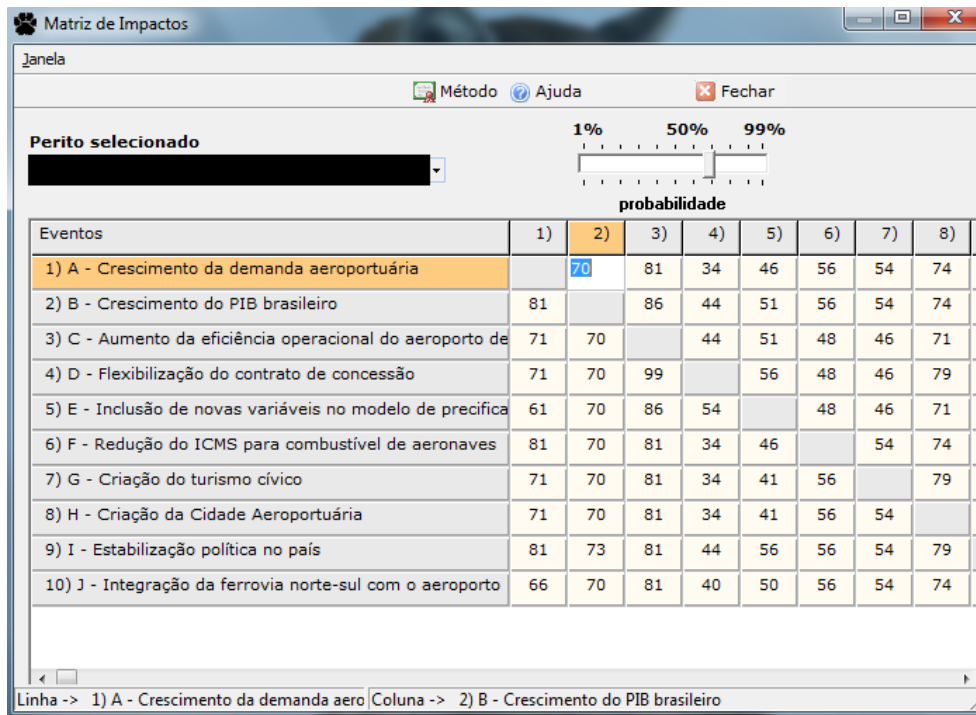 Matriz de Impactos
Janela
Método Ajuda Fechar
Perito selecionado
1% 50% 99%
probabilidade
Eventos 1) 2) 3) 4) 5) 6) 7) 8)
1) A - Crescimento da demanda aeroportuária 70 81 34 46 56 54 74
2) B - Crescimento do PIB brasileiro 81 86 44 51 56 54 74
3) C - Aumento da eficiência operacional do aeroporto de 71 70 44 51 48 46 71
4) D - Flexibilização do contrato de concessão 71 70 99 56 48 46 79
5) E - Inclusão de novas variáveis no modelo de precifica 61 70 86 54 48 46 71
6) F - Redução do ICMS para combustível de aeronaves 81 70 81 34 46 54 74
7) G - Criação do turismo cívico 71 70 81 34 41 56 79
8) H - Criação da Cidade Aeroportuária 71 70 81 34 41 56 54
9) I - Estabilização política no país 81 73 81 44 56 56 54 79
10) J - Integração da ferrovia norte-sul com o aeroporto 66 70 81 40 50 56 54 74
Linha -> 1) A - Crescimento da demanda aero Coluna -> 2) B - Crescimento do PIB brasileiro